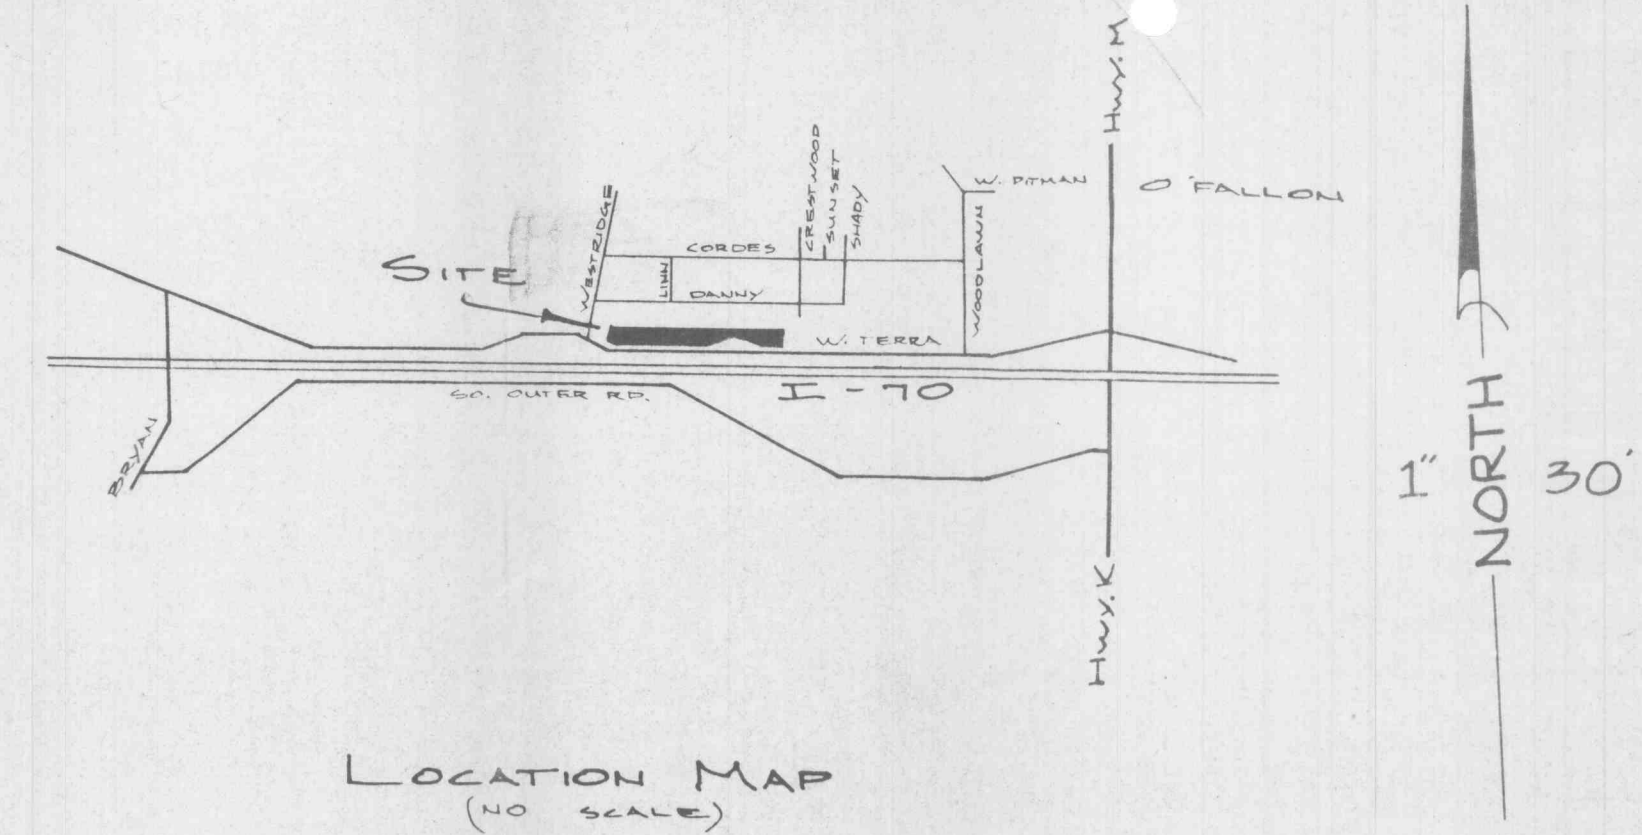 Hwy. M
W. PITMAN
O'FALLON
CRESTWOOD
SUNSET
SHADY
WESTRIDGE
CORDES
WOODLAWN
SITE
LINN
DANNY
W. TERRA
I-70
SO. OUTER RD.
BRYAN
1" NORTH 30'
Hwy. K
LOCATION MAP
(NO SCALE)